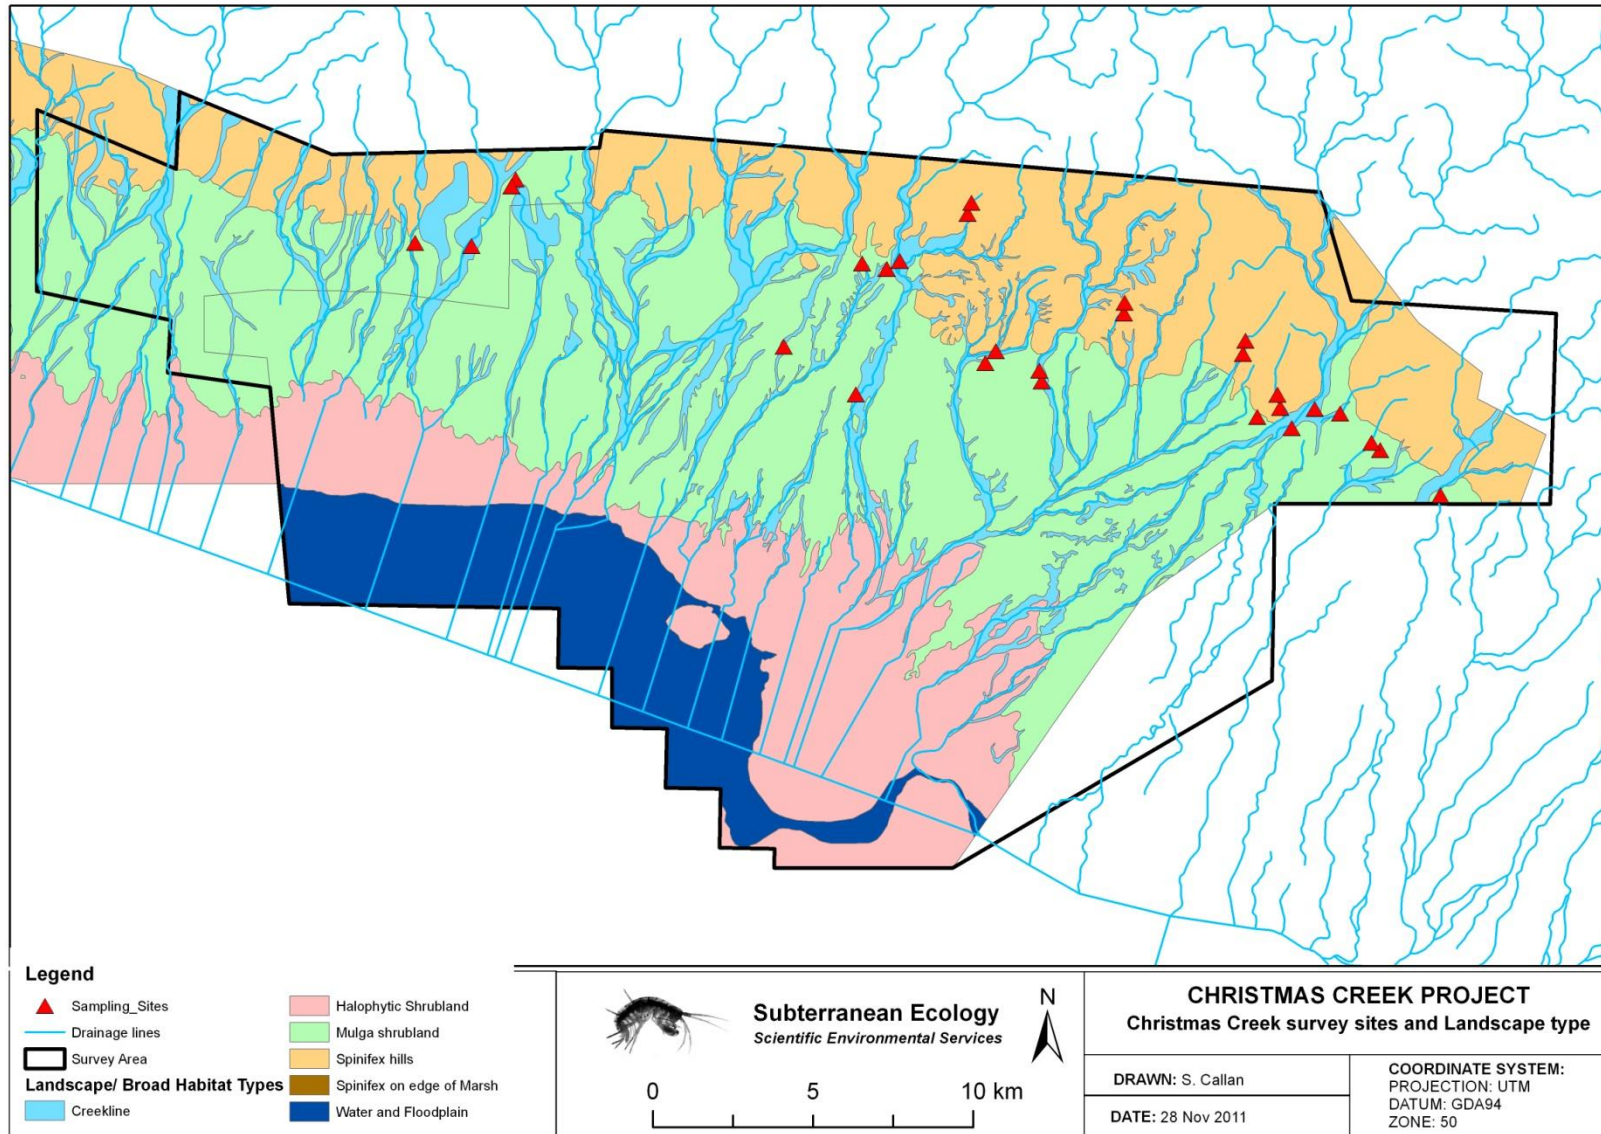 Legend
Sampling_Sites
Drainage lines
Survey Area
Landscape/ Broad Habitat Types
Creekline
Halophytic Shrubland
Mulga shrubland
Spinifex hills
Spinifex on edge of Marsh
Water and Floodplain
Subterranean Ecology
Scientific Environmental Services
N
0 5 10 km
CHRISTMAS CREEK PROJECT
Christmas Creek survey sites and Landscape type
DRAWN: S. Callan
DATE: 28 Nov 2011
COORDINATE SYSTEM:
PROJECTION: UTM
DATUM: GDA94
ZONE: 50